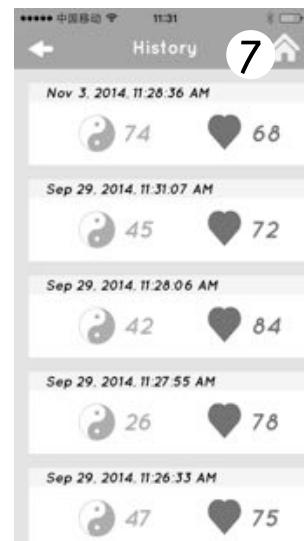 中国移动 11:31
History 7
Nov 3, 2014, 11:28:36 AM
74 68
Sep 29, 2014, 11:31:07 AM
45 72
Sep 29, 2014, 11:28:06 AM
42 84
Sep 29, 2014, 11:27:55 AM
26 78
Sep 29, 2014, 11:26:33 AM
47 75